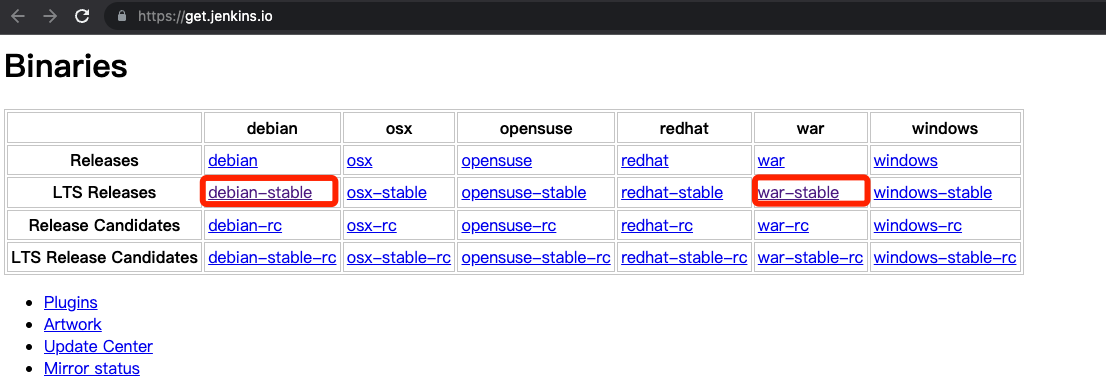 https://get.jenkins.io
Binaries
debian osx opensuse redhat war windows
Releases debian osx opensuse redhat war windows
LTS Releases debian-stable osx-stable opensuse-stable redhat-stable war-stable windows-stable
Release Candidates debian-rc osx-rc opensuse-rc redhat-rc war-rc windows-rc
LTS Release Candidates debian-stable-rc osx-stable-rc opensuse-stable-rc redhat-stable-rc war-stable-rc windows-stable-rc
Plugins
Artwork
Update Center
Mirror status